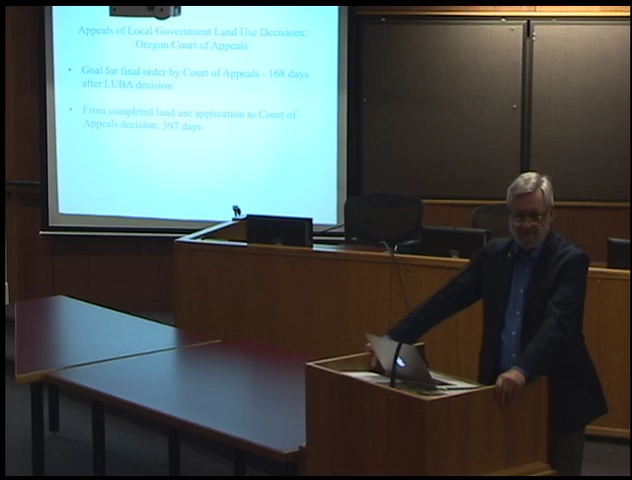 Appeals of Local Government Land Use Decisions:
Oregon Court of Appeals
• Goal for final order by Court of Appeals - 168 days
after LUBA decision
• From completed land use application to Court of
Appeals decision: 397 days